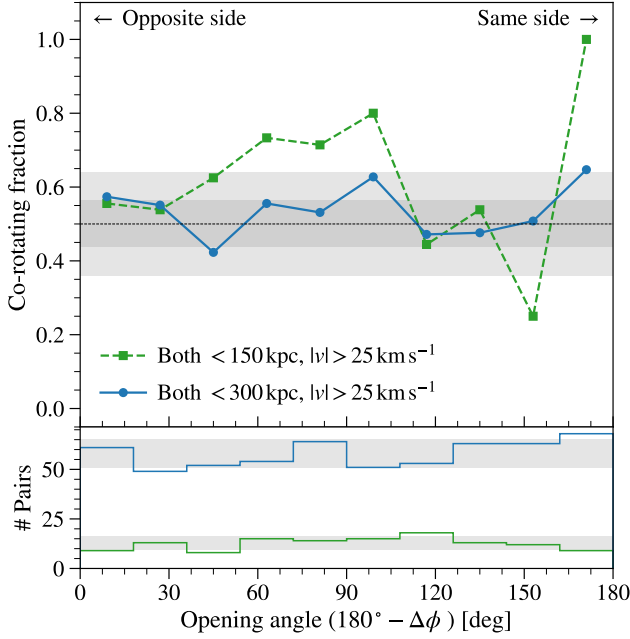 ← Opposite side Same side →
1.0
0.8
0.6
0.4
0.2
0.0
Co-rotating fraction
Both < 150 kpc, |v| > 25 km s⁻¹
Both < 300 kpc, |v| > 25 km s⁻¹
50
25
0
# Pairs
0 30 60 90 120 150 180
Opening angle (180° − Δϕ ) [deg]